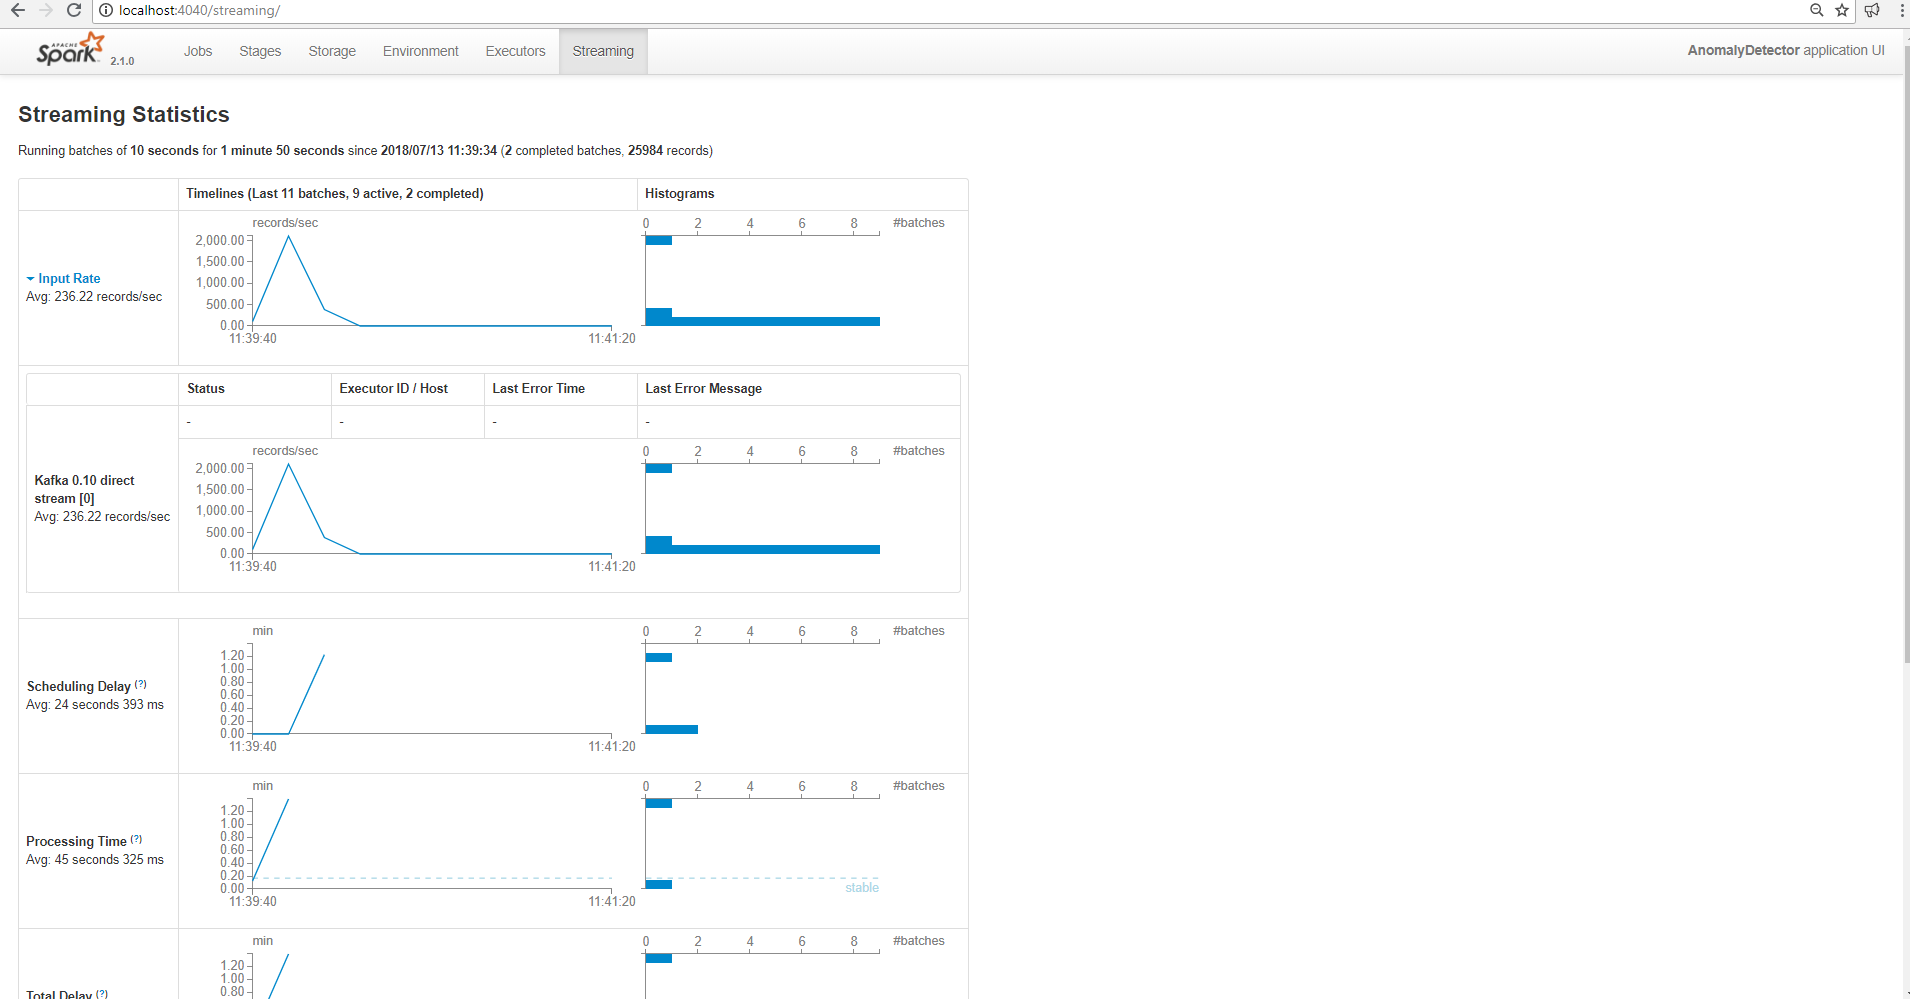 localhost:4040/streaming/
APACHE Spark 2.1.0 Jobs Stages Storage Environment Executors Streaming AnomalyDetector application UI
Streaming Statistics
Running batches of 10 seconds for 1 minute 50 seconds since 2018/07/13 11:39:34 (2 completed batches, 25984 records)
Timelines (Last 11 batches, 9 active, 2 completed) Histograms
Input Rate
Avg: 236.22 records/sec
records/sec
2,000.00
1,500.00
1,000.00
500.00
0.00
11:39:40 11:41:20
0 2 4 6 8 #batches
Status Executor ID / Host Last Error Time Last Error Message
- - - -
Kafka 0.10 direct
stream [0]
Avg: 236.22 records/sec
records/sec
2,000.00
1,500.00
1,000.00
500.00
0.00
11:39:40 11:41:20
0 2 4 6 8 #batches
Scheduling Delay (?)
Avg: 24 seconds 393 ms
min
1.20
1.00
0.80
0.60
0.40
0.20
0.00
11:39:40 11:41:20
0 2 4 6 8 #batches
Processing Time (?)
Avg: 45 seconds 325 ms
min
1.20
1.00
0.80
0.60
0.40
0.20
0.00
11:39:40 11:41:20
0 2 4 6 8 #batches
stable
Total Delay (?)
min
1.20
1.00
0.80
0 2 4 6 8 #batches